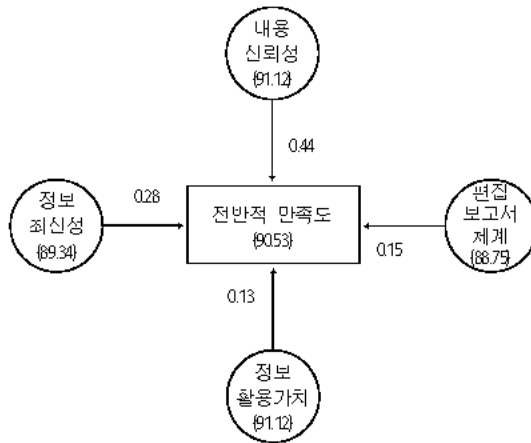 내용
신뢰성
(91.12)
0.44
정보
최신성
(89.34)
0.28
전반적 만족도
(90.53)
편집
보고서
체계
(88.75)
0.15
0.13
정보
활용가치
(91.12)